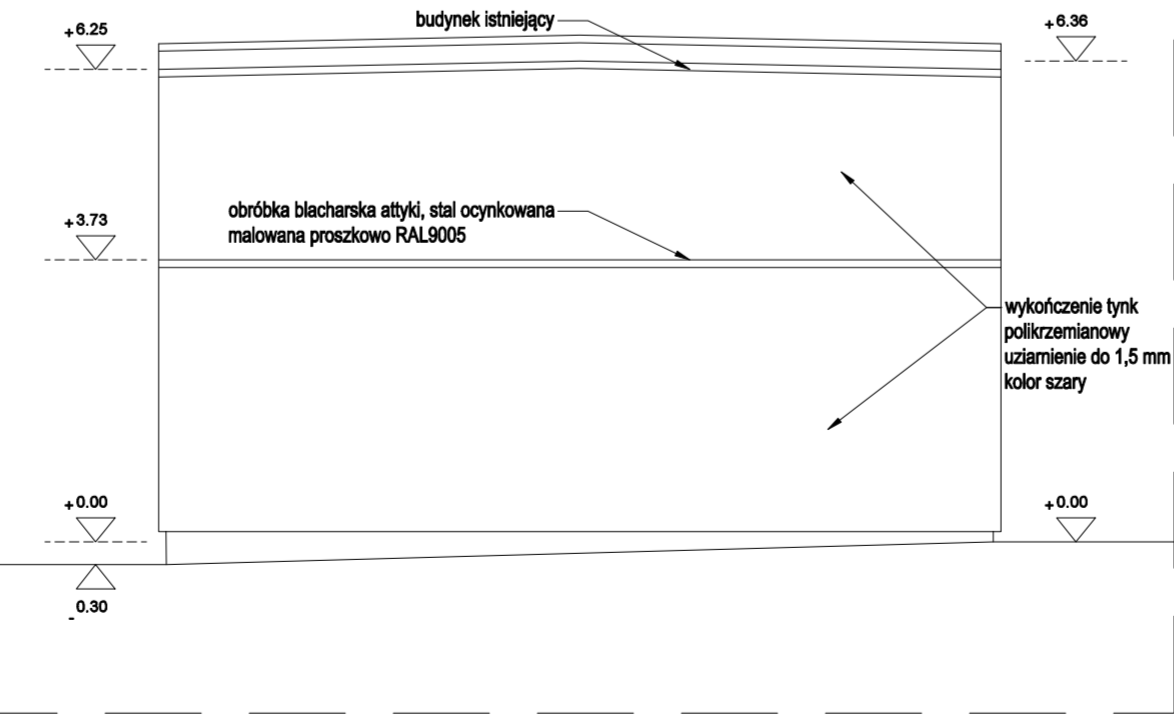 budynek istniejący
+6.25
+6.36
obróbka blacharska attyki, stal ocynkowana
malowana proszkowo RAL9005
+3.73
wykończenie tynk
polikrzemianowy
uziarnienie do 1,5 mm
kolor szary
+0.00
+0.00
-0.30